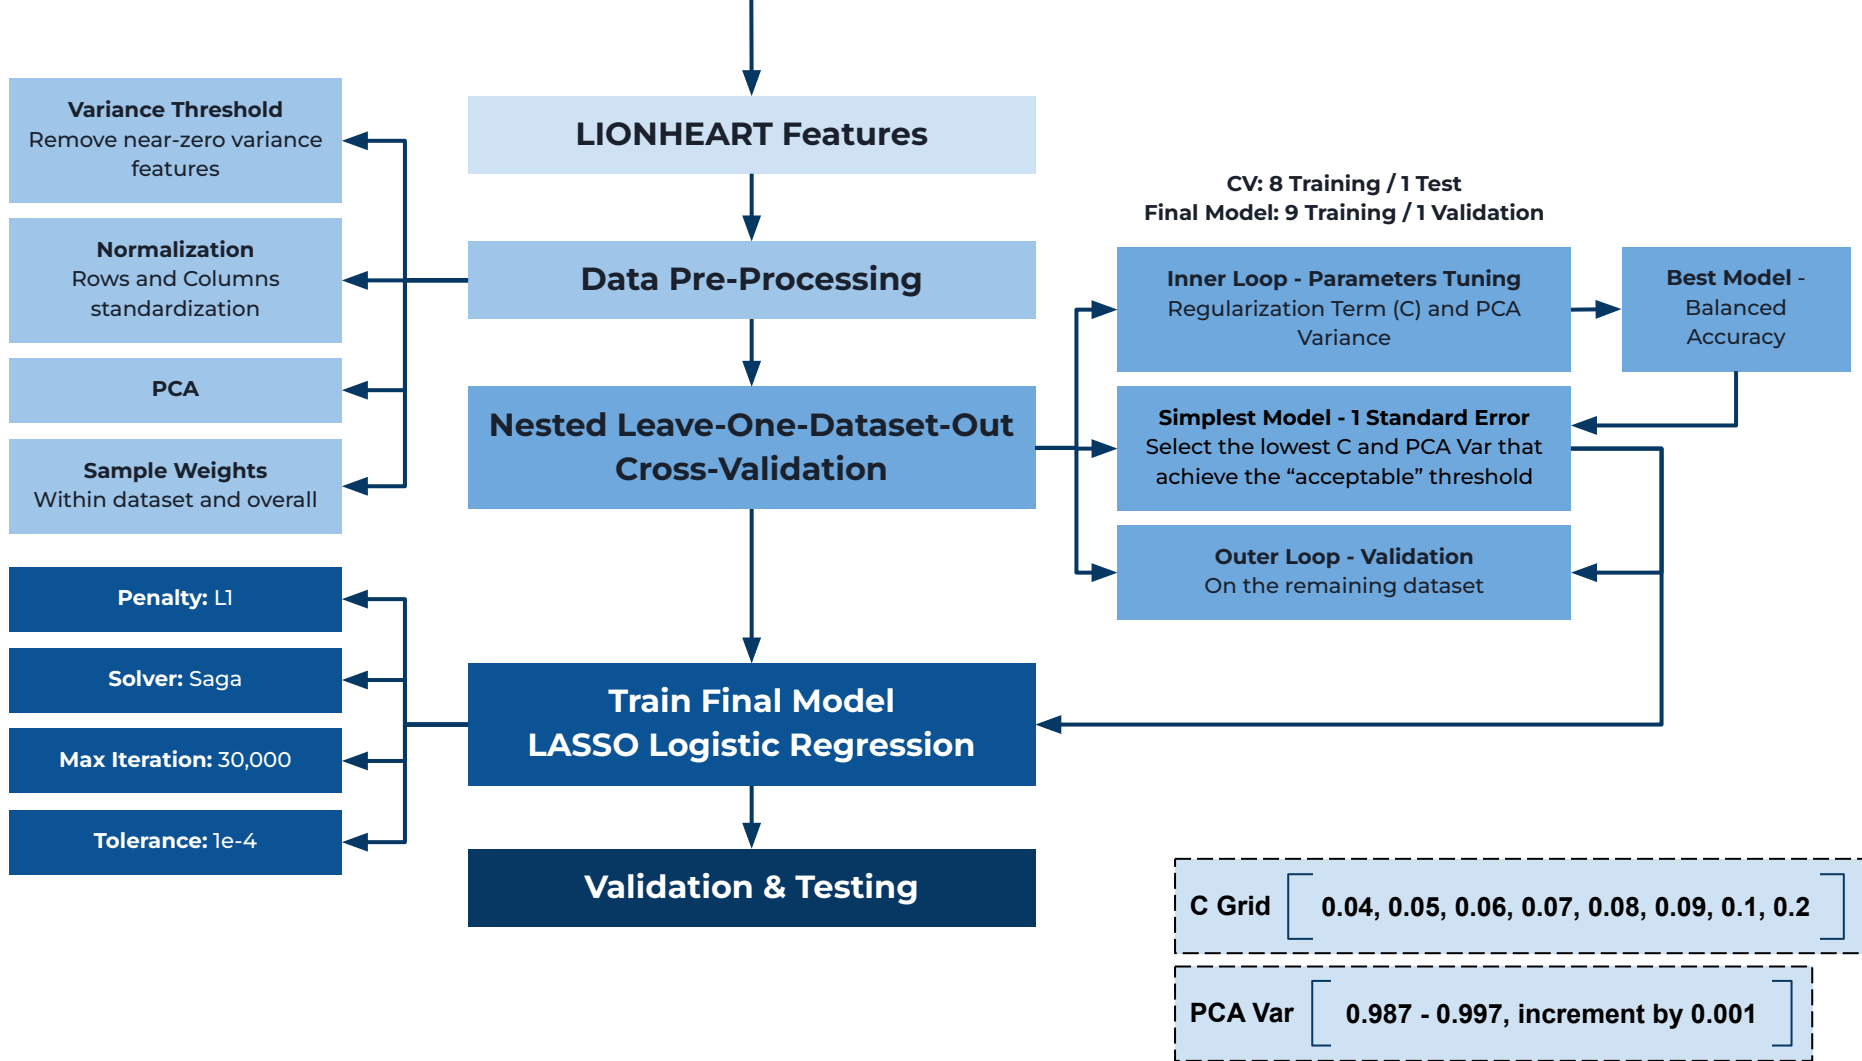 LIONHEART Features
Data Pre-Processing
Variance Threshold
Remove near-zero variance
features
Normalization
Rows and Columns
standardization
PCA
Sample Weights
Within dataset and overall
Nested Leave-One-Dataset-Out
Cross-Validation
CV: 8 Training / 1 Test
Final Model: 9 Training / 1 Validation
Inner Loop - Parameters Tuning
Regularization Term (C) and PCA
Variance
Best Model -
Balanced
Accuracy
Simplest Model - 1 Standard Error
Select the lowest C and PCA Var that
achieve the “acceptable” threshold
Outer Loop - Validation
On the remaining dataset
Train Final Model
LASSO Logistic Regression
Penalty: L1
Solver: Saga
Max Iteration: 30,000
Tolerance: 1e-4
Validation & Testing
C Grid 0.04, 0.05, 0.06, 0.07, 0.08, 0.09, 0.1, 0.2
PCA Var 0.987 - 0.997, increment by 0.001